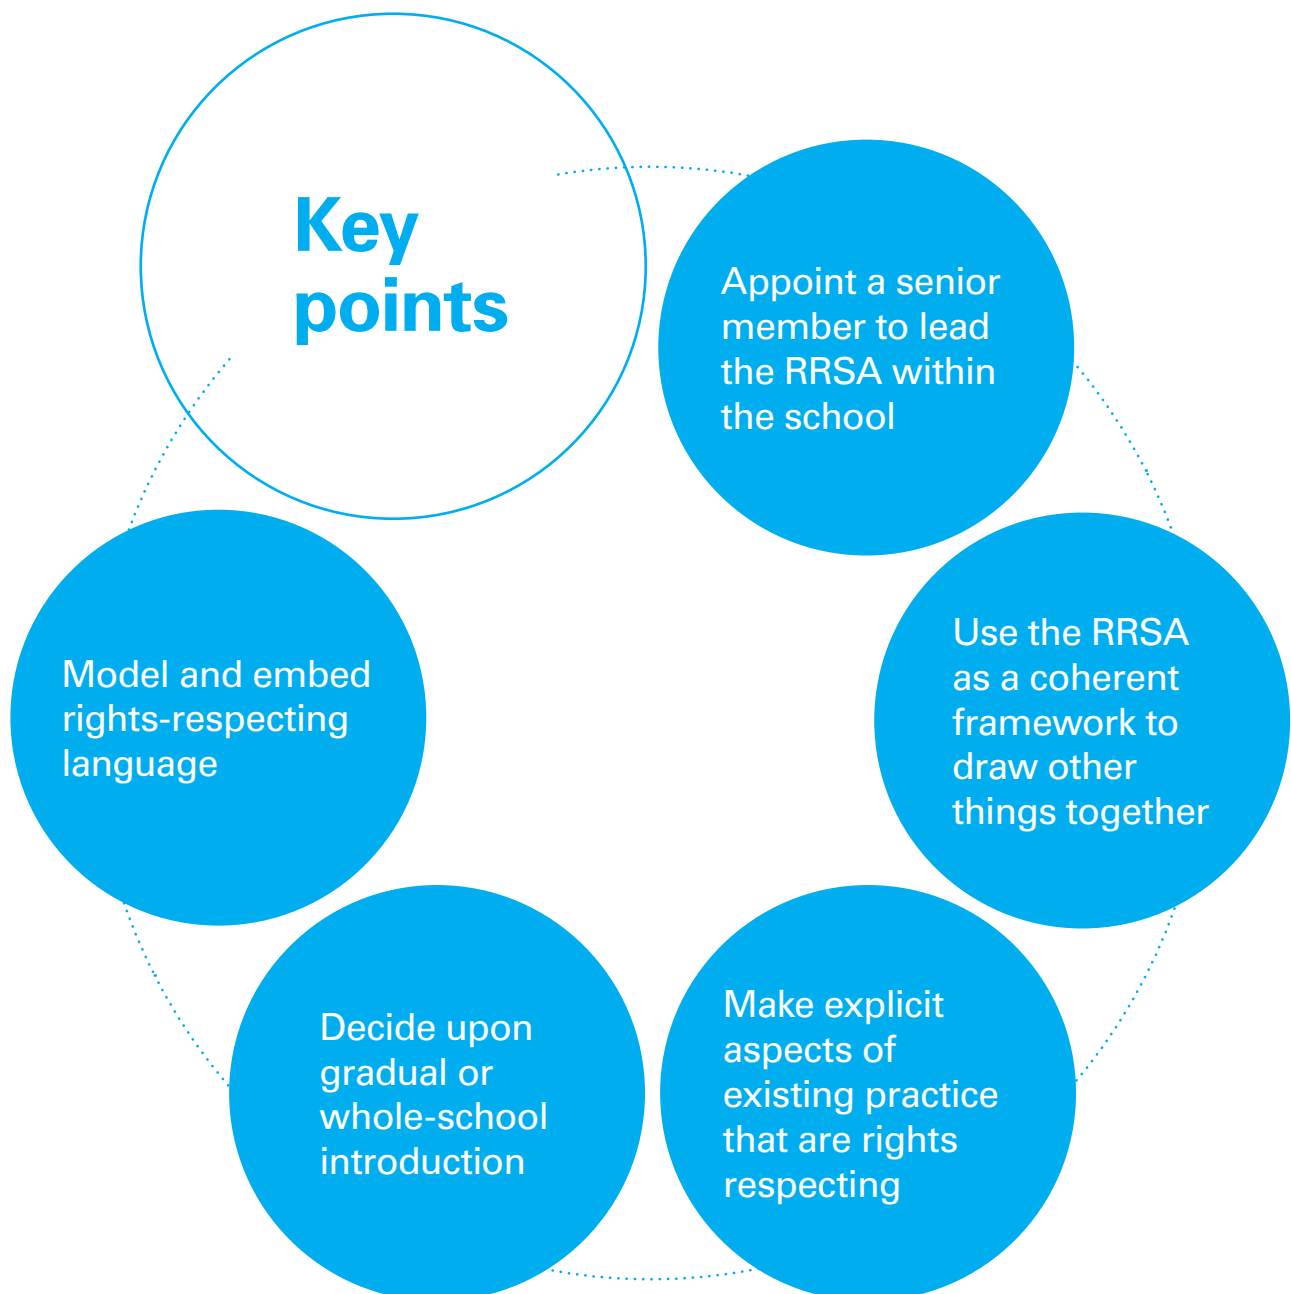 Key
points
Appoint a senior
member to lead
the RRSA within
the school
Use the RRSA
as a coherent
framework to
draw other
things together
Make explicit
aspects of
existing practice
that are rights
respecting
Decide upon
gradual or
whole-school
introduction
Model and embed
rights-respecting
language